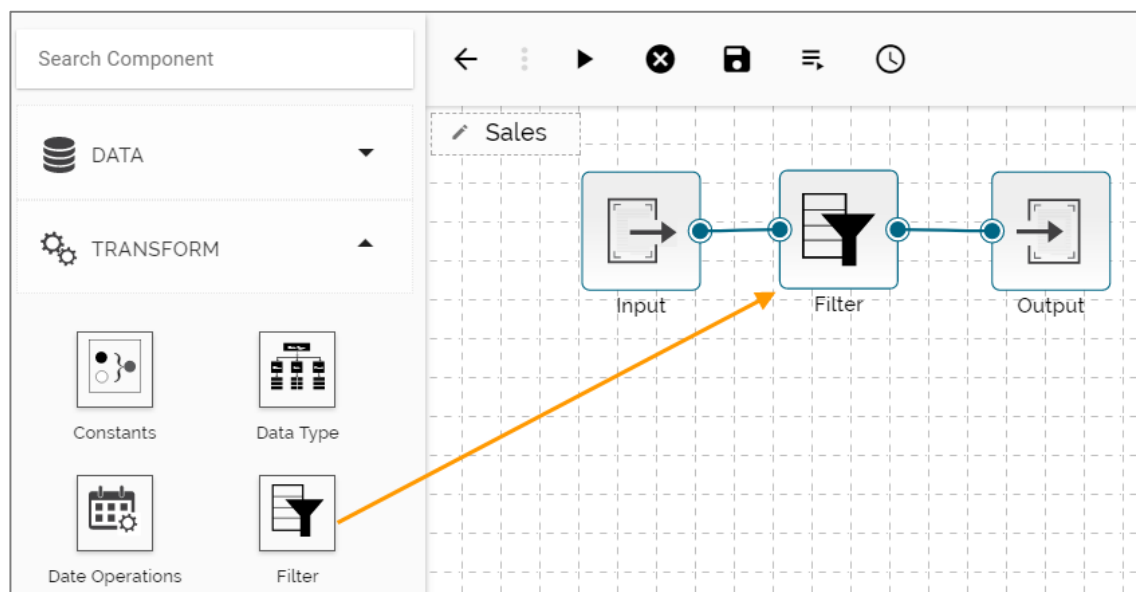 Search Component
DATA
TRANSFORM
Constants
Data Type
Date Operations
Filter
Sales
Input
Filter
Output